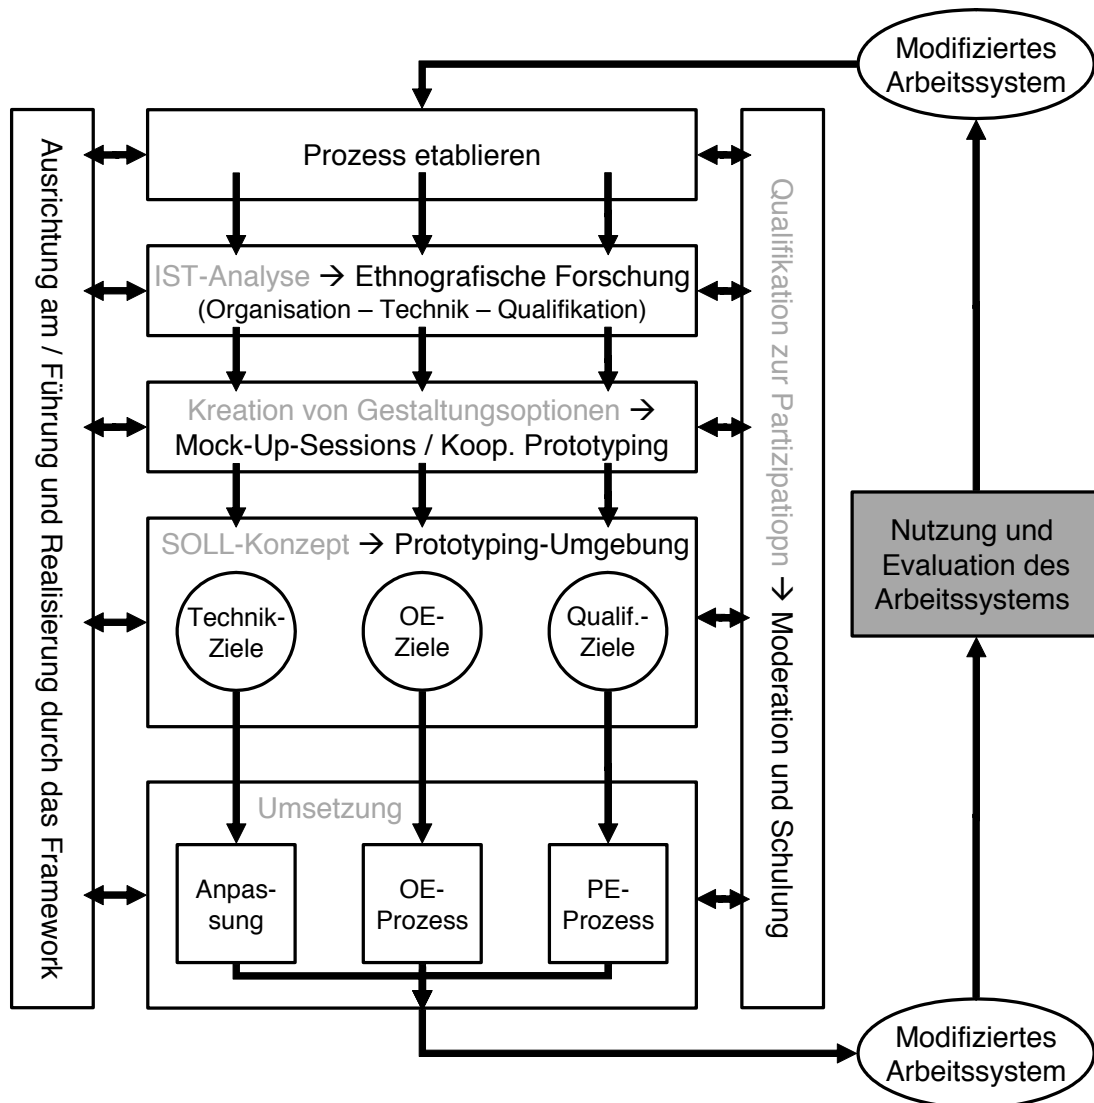 Modifiziertes
Arbeitssystem
Prozess etablieren
IST-Analyse → Ethnografische Forschung
(Organisation – Technik – Qualifikation)
Kreation von Gestaltungsoptionen →
Mock-Up-Sessions / Koop. Prototyping
SOLL-Konzept → Prototyping-Umgebung
Technik-
Ziele
OE-
Ziele
Qualif.-
Ziele
Umsetzung
Anpas-
sung
OE-
Prozess
PE-
Prozess
Ausrichtung am / Führung und Realisierung durch das Framework
Qualifikation zur Partizipatiopn → Moderation und Schulung
Nutzung und
Evaluation des
Arbeitssystems
Modifiziertes
Arbeitssystem